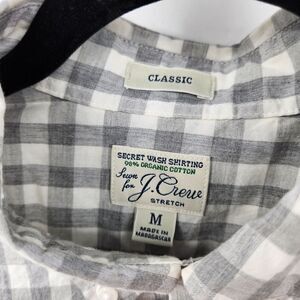 CLASSIC
SECRET WASH SHIRTING
98% ORGANIC COTTON
Sewn for J.Crew
STRETCH
M
MADE IN
MADAGASCAR